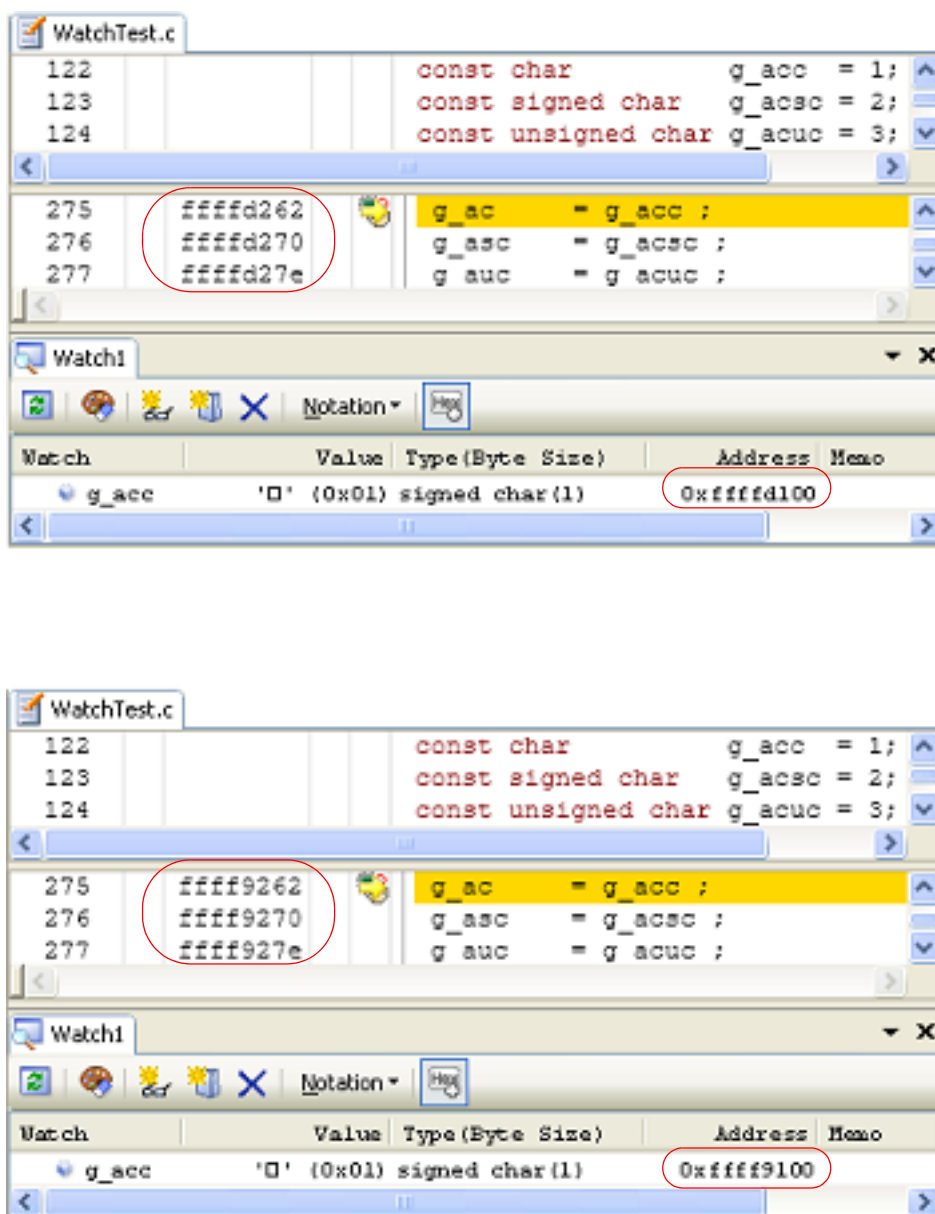 WatchTest.c
122 const char g_acc = 1;
123 const signed char g_acsc = 2;
124 const unsigned char g_acuc = 3;
275 ffffd262 g_ac = g_acc ;
276 ffffd270 g_asc = g_acsc ;
277 ffffd27e g_auc = g_acuc ;
Watch1
Notation Hex
Watch Value Type(Byte Size) Address Memo
g_acc '□' (0x01) signed char(1) 0xffffd100
WatchTest.c
122 const char g_acc = 1;
123 const signed char g_acsc = 2;
124 const unsigned char g_acuc = 3;
275 ffff9262 g_ac = g_acc ;
276 ffff9270 g_asc = g_acsc ;
277 ffff927e g_auc = g_acuc ;
Watch1
Notation Hex
Watch Value Type(Byte Size) Address Memo
g_acc '□' (0x01) signed char(1) 0xffff9100